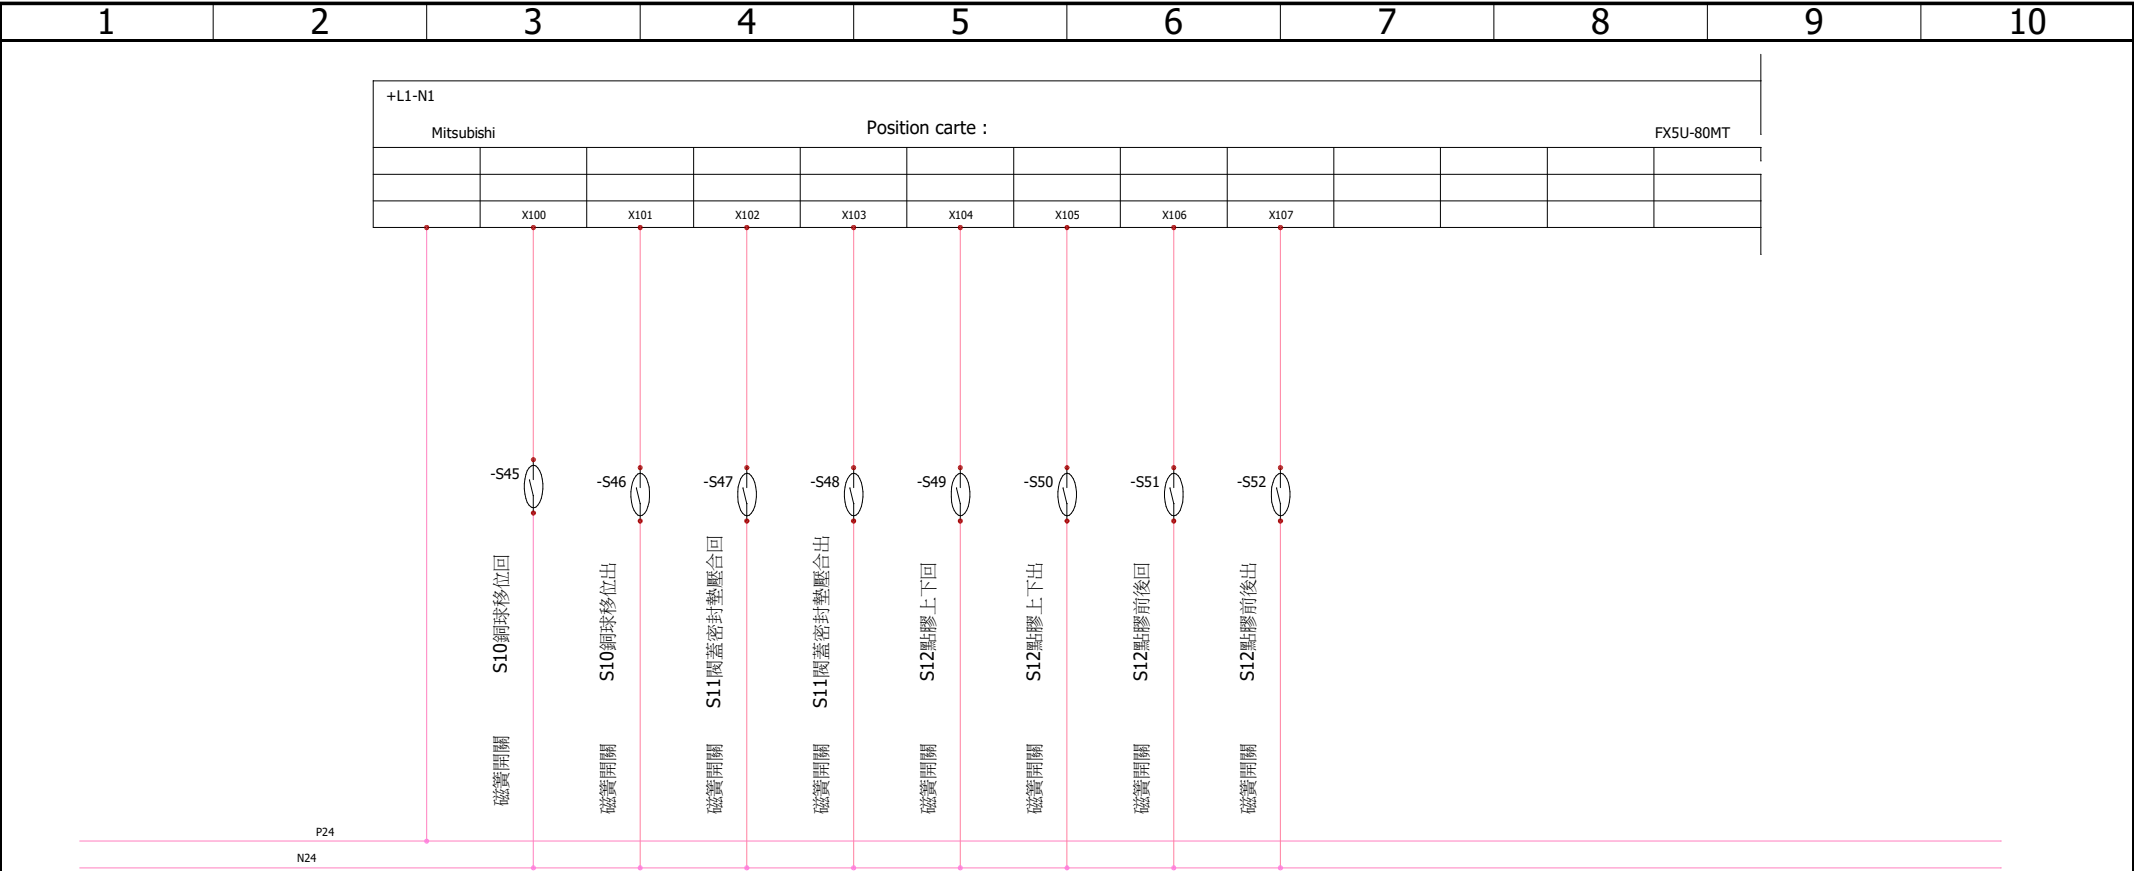 1 2 3 4 5 6 7 8 9 10
+L1-N1
Mitsubishi Position carte : FX5U-80MT
X100 X101 X102 X103 X104 X105 X106 X107
-S45 -S46 -S47 -S48 -S49 -S50 -S51 -S52
S10銅球移位回
S10銅球移位出
S11閥蓋密封墊壓合回
S11閥蓋密封墊壓合出
S12點膠上下回
S12點膠上下出
S12點膠前後回
S12點膠前後出
磁簧開關
磁簧開關
磁簧開關
磁簧開關
磁簧開關
磁簧開關
磁簧開關
磁簧開關
P24
N24